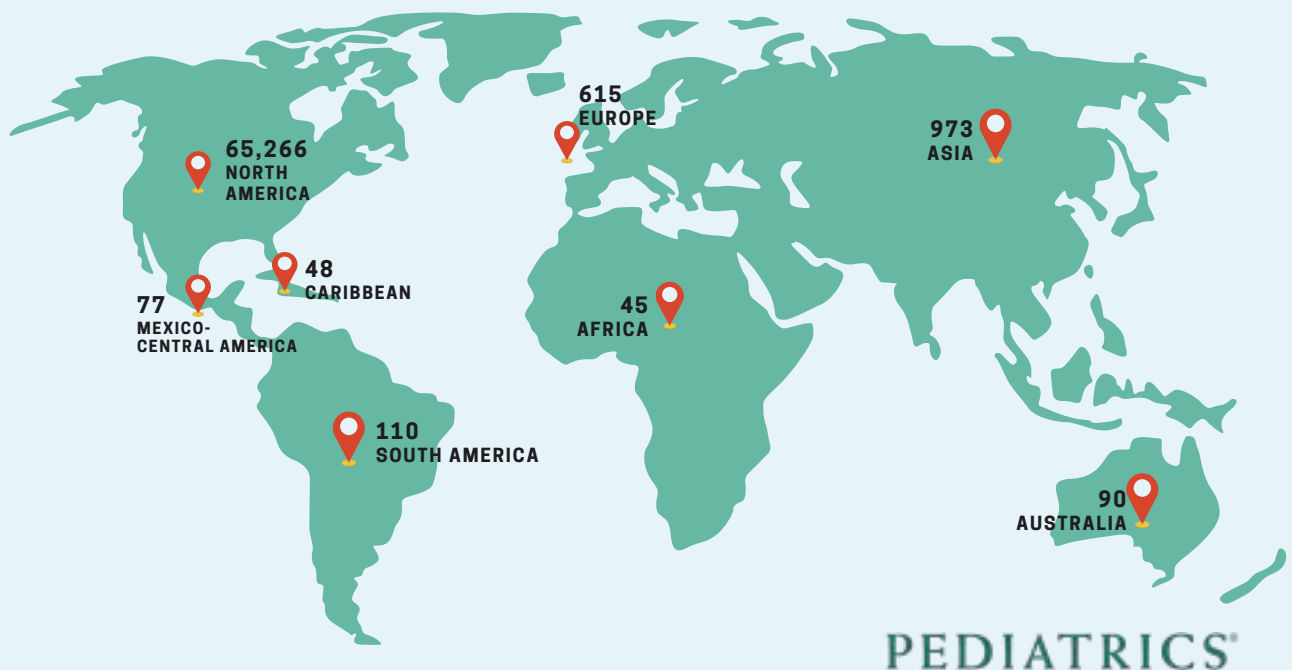 615
EUROPE
973
ASIA
65,266
NORTH
AMERICA
48
CARIBBEAN
77
MEXICO-
CENTRAL AMERICA
45
AFRICA
110
SOUTH AMERICA
90
AUSTRALIA
PEDIATRICS®